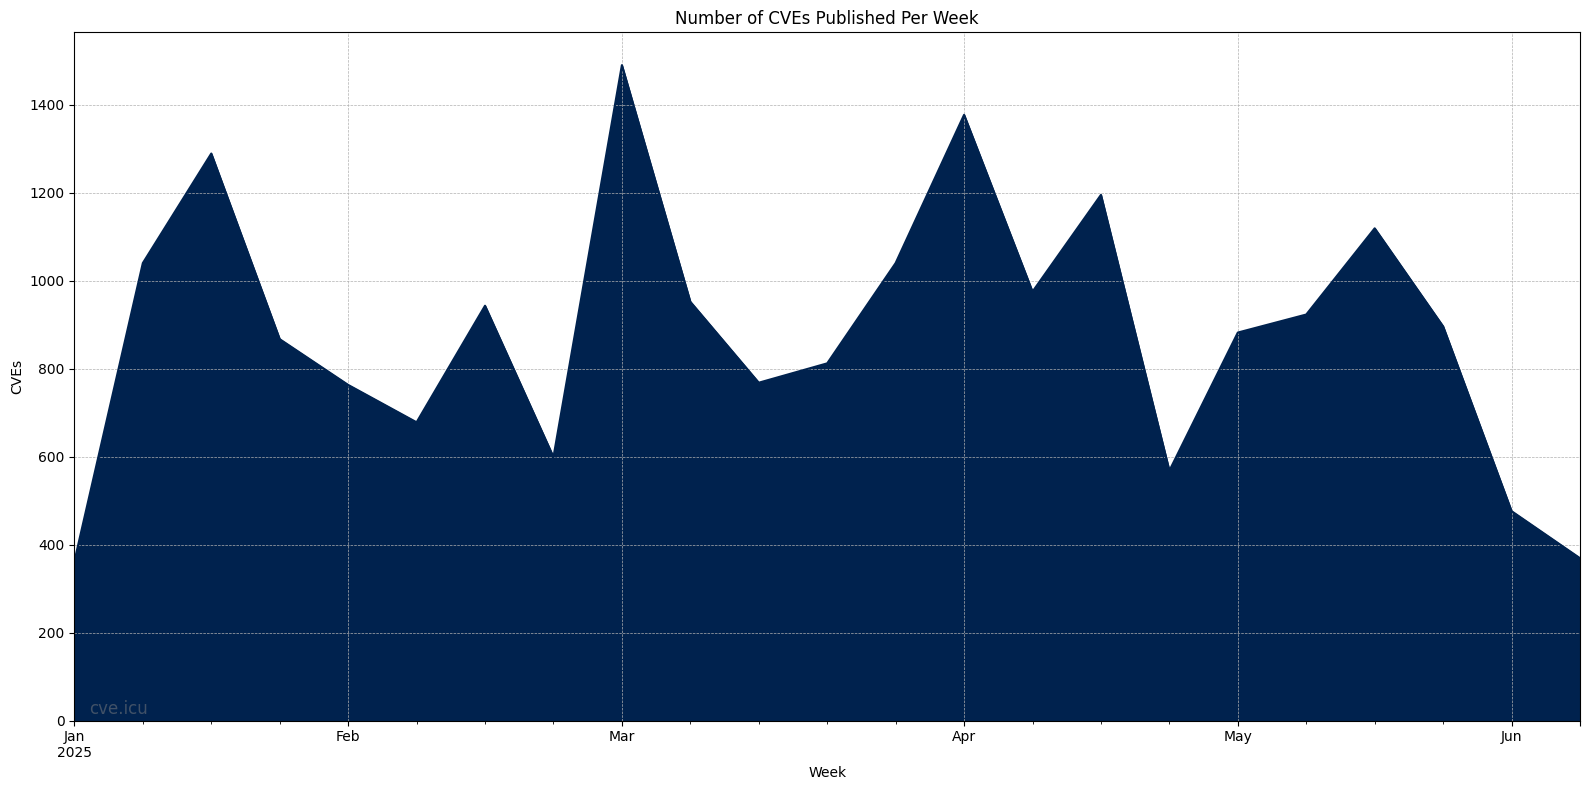 Number of CVEs Published Per Week
1400
1200
1000
800
600
400
200
0
CVEs
cve.icu
Jan
2025
Feb
Mar
Apr
May
Jun
Week